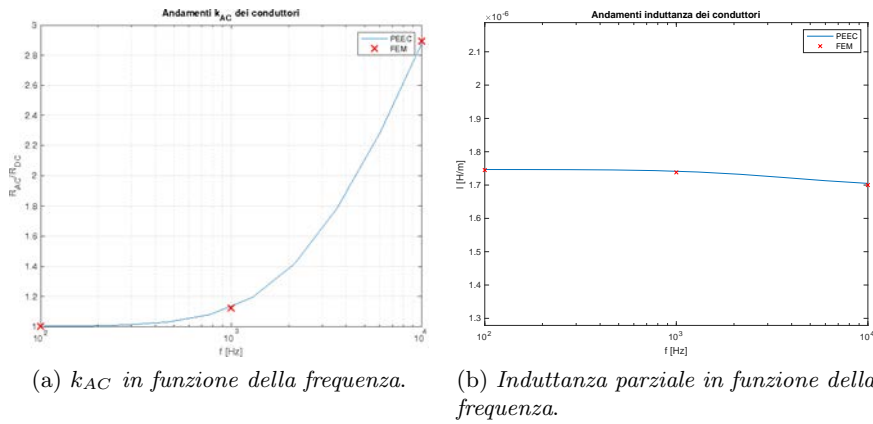 Andamenti k_AC dei conduttori
3
2.8
2.6
2.4
2.2
2
1.8
1.6
1.4
1.2
1
R_AC/R_DC
10^2
10^3
10^4
f [Hz]
PEEC
FEM
(a) k_AC in funzione della frequenza.
Andamenti induttanza dei conduttori
×10^-6
2.1
2
1.9
1.8
1.7
1.6
1.5
1.4
1.3
l [H/m]
10^2
10^3
10^4
f [Hz]
PEEC
FEM
(b) Induttanza parziale in funzione della
frequenza.